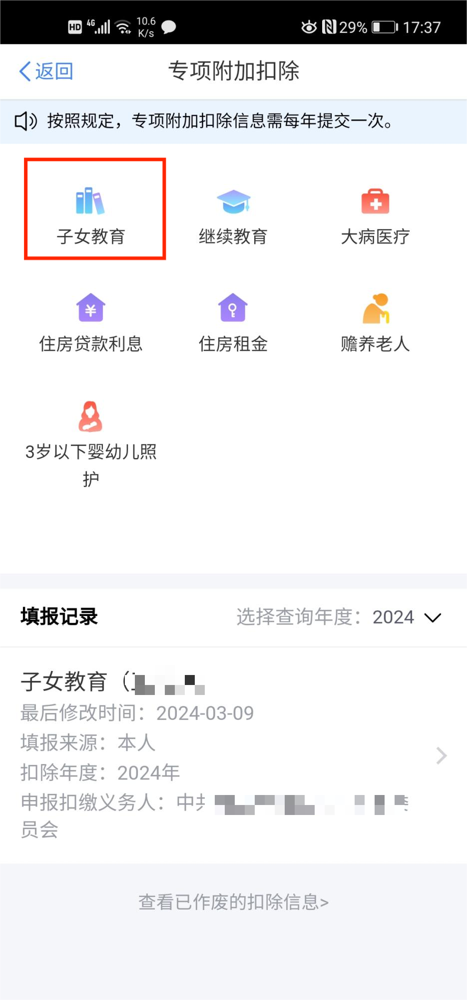 HD 4G 10.6 K/s 29% 17:37
返回 专项附加扣除
按照规定，专项附加扣除信息需每年提交一次。
子女教育 继续教育 大病医疗
¥
住房贷款利息 住房租金 赡养老人
3岁以下婴幼儿照
护
填报记录 选择查询年度：2024
子女教育（
最后修改时间：2024-03-09
填报来源：本人
扣除年度：2024年
申报扣缴义务人：中共
员会
查看已作废的扣除信息>